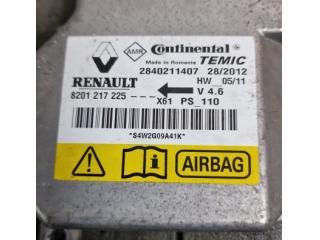 AMR Continental
Made in Romania TEMIC
2840211407 28/2012
RENAULT HW 05/11
8201 217 225 --- V 4.6
X61 PS_110
*S4W2G09A41K*
AIRBAG